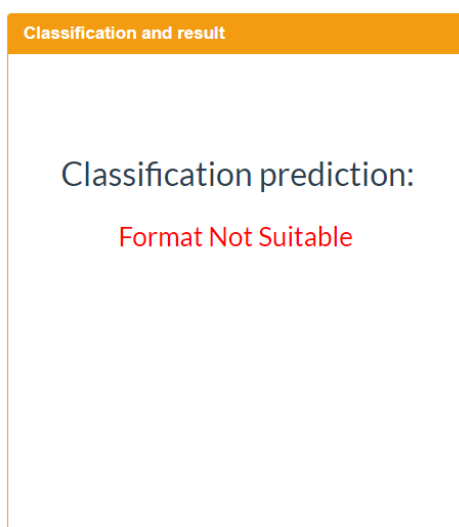 Classification and result
Classification prediction:
Format Not Suitable